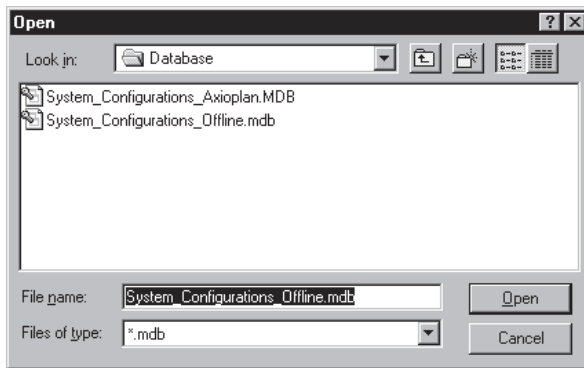 Open
Look in: Database
System_Configurations_Axioplan.MDB
System_Configurations_Offline.mdb
File name: System_Configurations_Offline.mdb Open
Files of type: *.mdb Cancel